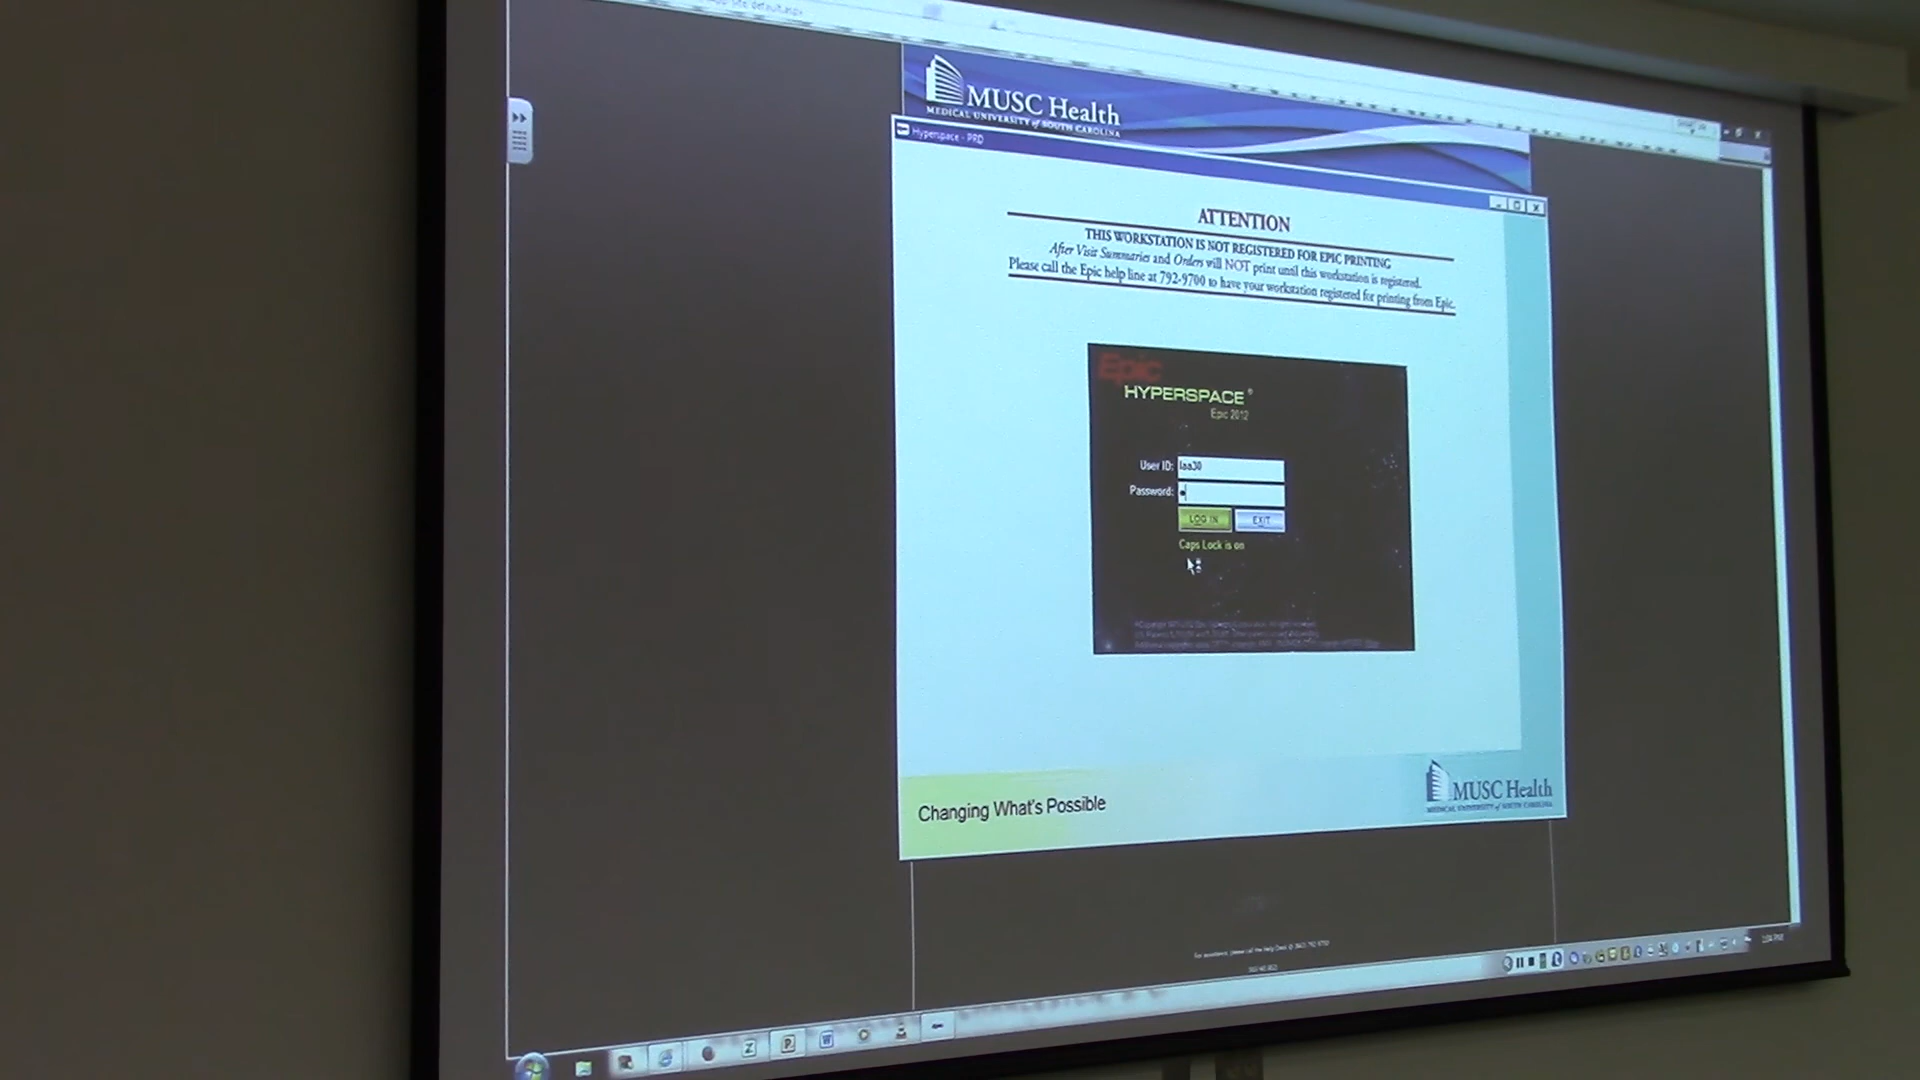 MUSC Health
MEDICAL UNIVERSITY of SOUTH CAROLINA
Hyperspace - PRD
ATTENTION
THIS WORKSTATION IS NOT REGISTERED FOR EPIC PRINTING
After Visit Summaries and Orders will NOT print until this workstation is registered.
Please call the Epic help line at 792-9700 to have your workstation registered for printing from Epic.
Epic
HYPERSPACE®
Epic 2012
User ID: laa30
Password:
LOG IN EXIT
Caps Lock is on
Changing What's Possible
MUSC Health
MEDICAL UNIVERSITY of SOUTH CAROLINA